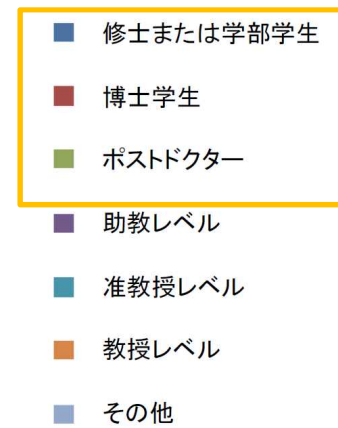 修士または学部学生
博士学生
ポストドクター
助教レベル
准教授レベル
教授レベル
その他